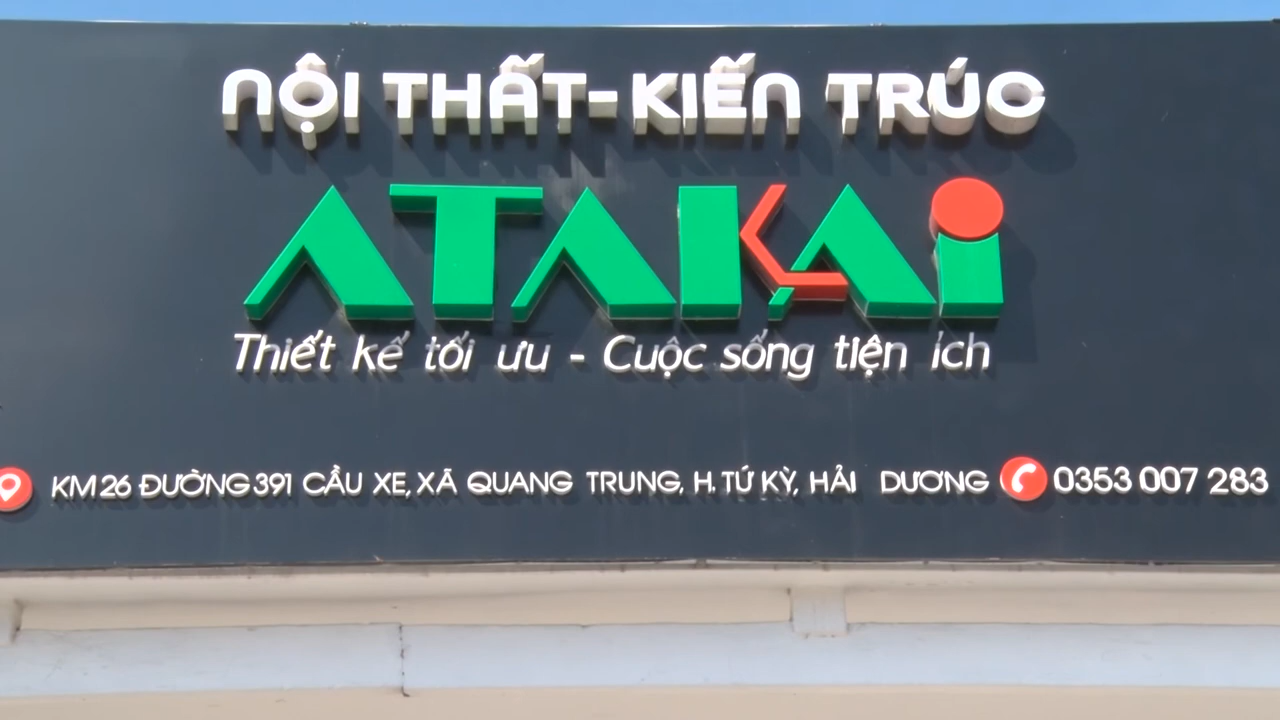 NỘI THẤT-KIẾN TRÚC
ATAKAI
Thiết kế tối ưu - Cuộc sống tiện ích
KM26 ĐƯỜNG 391 CẦU XE, XÃ QUANG TRUNG, H. TỨ KỲ, HẢI DƯƠNG 0353 007 283